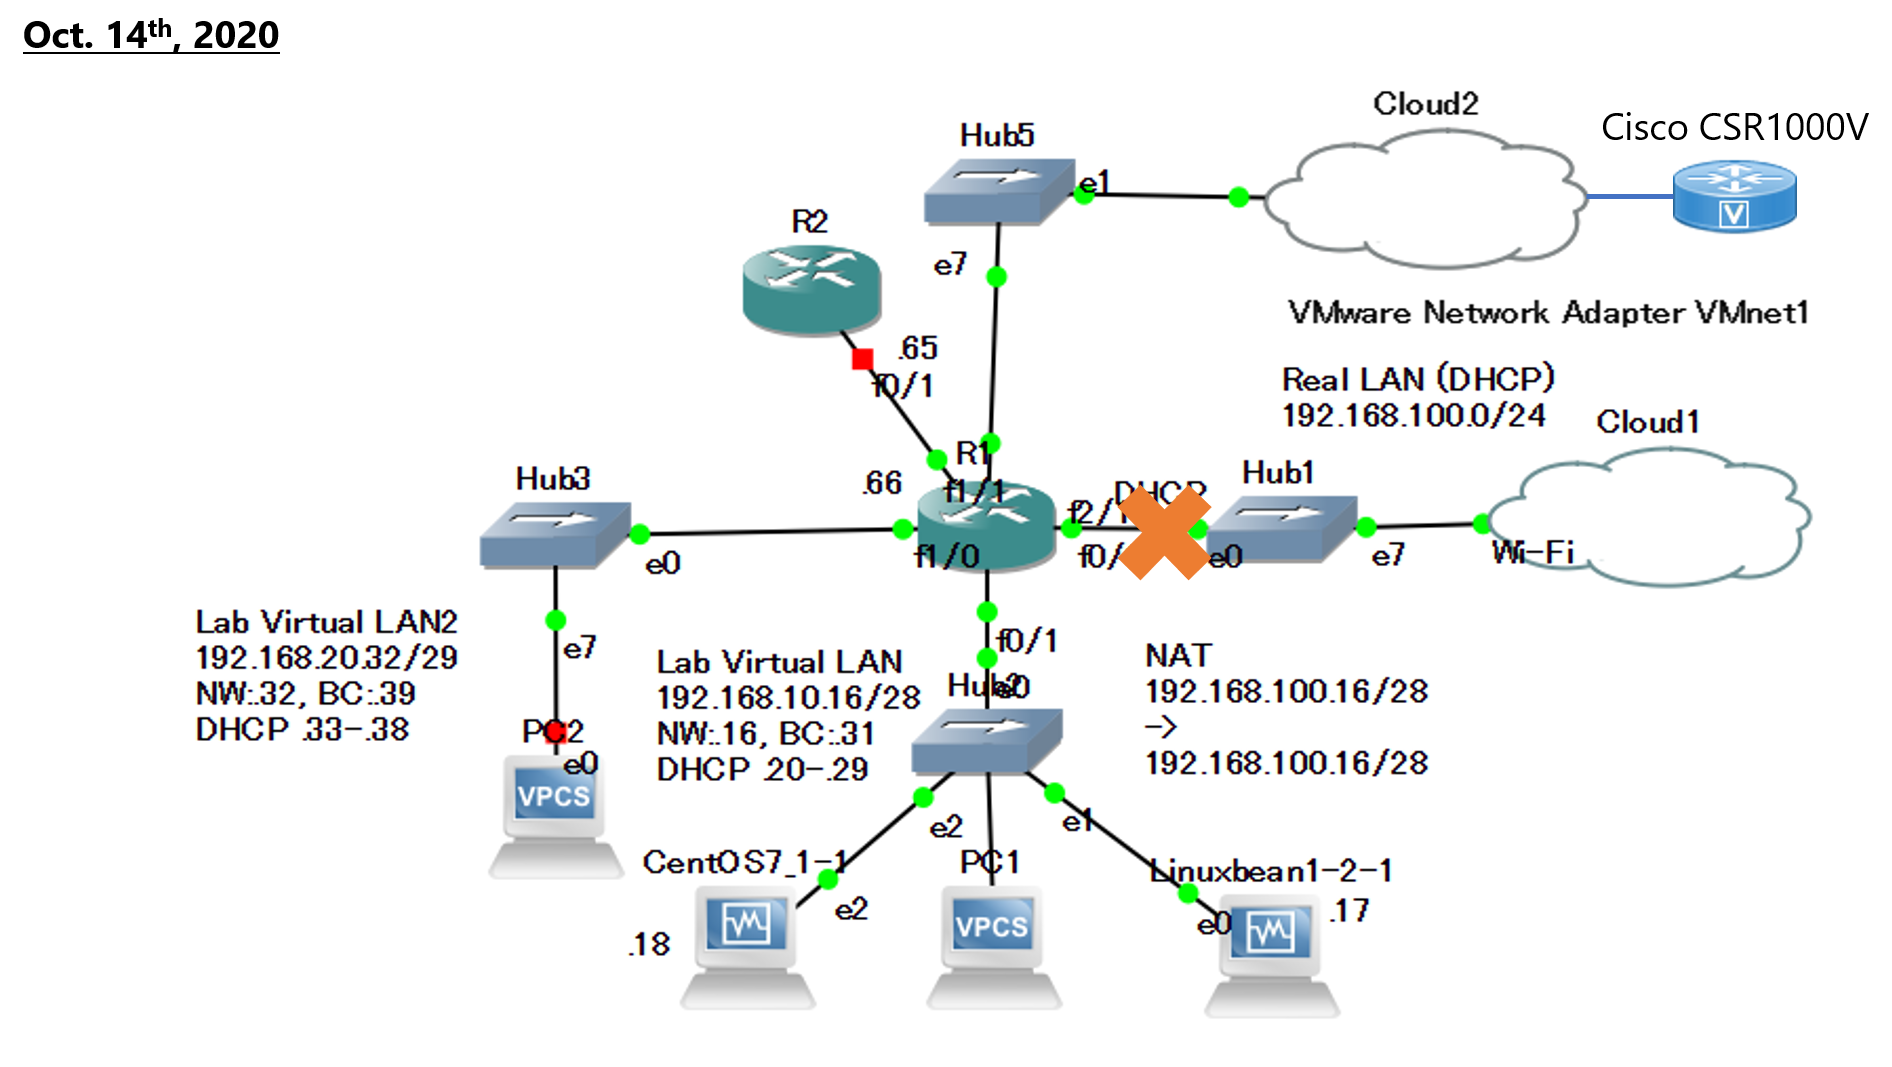 Oct. 14th, 2020
Cloud2
Cisco CSR1000V
Hub5
e1
V
R2
e7
VMware Network Adapter VMnet1
.65
f0/1
Real LAN (DHCP)
192.168.100.0/24
Cloud1
R1
Hub3
.66
f1/1
DHCP
Hub1
f2/1
f1/0
f0/
e0
e7
Wi-Fi
e0
Lab Virtual LAN2
192.168.20.32/29
NW:.32, BC:.39
DHCP .33-.38
e7
PC2
e0
VPCS
f0/1
e0
Lab Virtual LAN
192.168.10.16/28
NW:.16, BC:.31
DHCP .20-.29
Hub2
NAT
192.168.100.16/28
->
192.168.100.16/28
e2
e1
CentOS7_1-1
PC1
Linuxbean1-2-1
e2
e0
.17
.18
VPCS